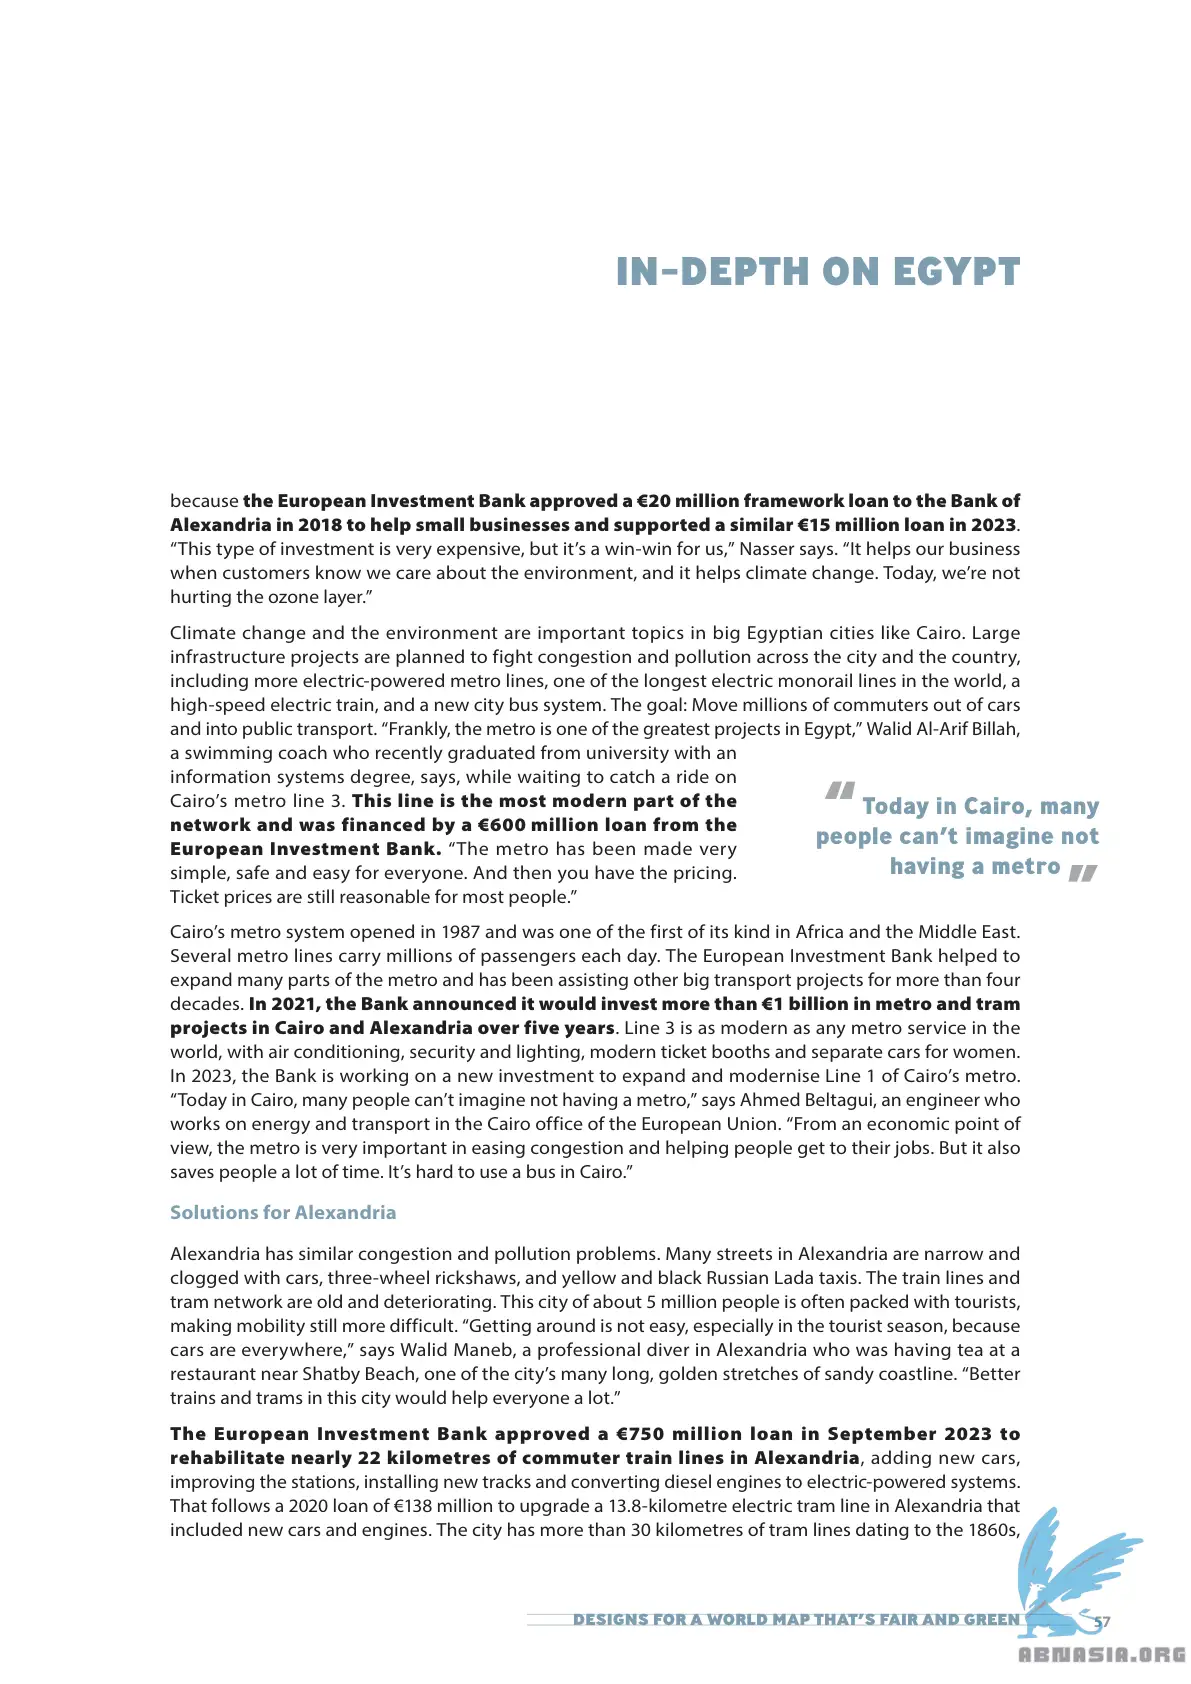 IN-DEPTH ON EGYPT
because the European Investment Bank approved a €20 million framework loan to the Bank of
Alexandria in 2018 to help small businesses and supported a similar €15 million loan in 2023.
“This type of investment is very expensive, but it’s a win-win for us,” Nasser says. “It helps our business
when customers know we care about the environment, and it helps climate change. Today, we’re not
hurting the ozone layer.”
Climate change and the environment are important topics in big Egyptian cities like Cairo. Large
infrastructure projects are planned to fight congestion and pollution across the city and the country,
including more electric-powered metro lines, one of the longest electric monorail lines in the world, a
high-speed electric train, and a new city bus system. The goal: Move millions of commuters out of cars
and into public transport. “Frankly, the metro is one of the greatest projects in Egypt,” Walid Al-Arif Billah,
a swimming coach who recently graduated from university with an
information systems degree, says, while waiting to catch a ride on
Cairo’s metro line 3. This line is the most modern part of the
network and was financed by a €600 million loan from the
European Investment Bank. “The metro has been made very
simple, safe and easy for everyone. And then you have the pricing.
Ticket prices are still reasonable for most people.”
"Today in Cairo, many
people can’t imagine not
having a metro"
Cairo’s metro system opened in 1987 and was one of the first of its kind in Africa and the Middle East.
Several metro lines carry millions of passengers each day. The European Investment Bank helped to
expand many parts of the metro and has been assisting other big transport projects for more than four
decades. In 2021, the Bank announced it would invest more than €1 billion in metro and tram
projects in Cairo and Alexandria over five years. Line 3 is as modern as any metro service in the
world, with air conditioning, security and lighting, modern ticket booths and separate cars for women.
In 2023, the Bank is working on a new investment to expand and modernise Line 1 of Cairo’s metro.
“Today in Cairo, many people can’t imagine not having a metro,” says Ahmed Beltagui, an engineer who
works on energy and transport in the Cairo office of the European Union. “From an economic point of
view, the metro is very important in easing congestion and helping people get to their jobs. But it also
saves people a lot of time. It’s hard to use a bus in Cairo.”
Solutions for Alexandria
Alexandria has similar congestion and pollution problems. Many streets in Alexandria are narrow and
clogged with cars, three-wheel rickshaws, and yellow and black Russian Lada taxis. The train lines and
tram network are old and deteriorating. This city of about 5 million people is often packed with tourists,
making mobility still more difficult. “Getting around is not easy, especially in the tourist season, because
cars are everywhere,” says Walid Maneb, a professional diver in Alexandria who was having tea at a
restaurant near Shatby Beach, one of the city’s many long, golden stretches of sandy coastline. “Better
trains and trams in this city would help everyone a lot.”
The European Investment Bank approved a €750 million loan in September 2023 to
rehabilitate nearly 22 kilometres of commuter train lines in Alexandria, adding new cars,
improving the stations, installing new tracks and converting diesel engines to electric-powered systems.
That follows a 2020 loan of €138 million to upgrade a 13.8-kilometre electric tram line in Alexandria that
included new cars and engines. The city has more than 30 kilometres of tram lines dating to the 1860s,
DESIGNS FOR A WORLD MAP THAT’S FAIR AND GREEN 57
ABNASIA.ORG